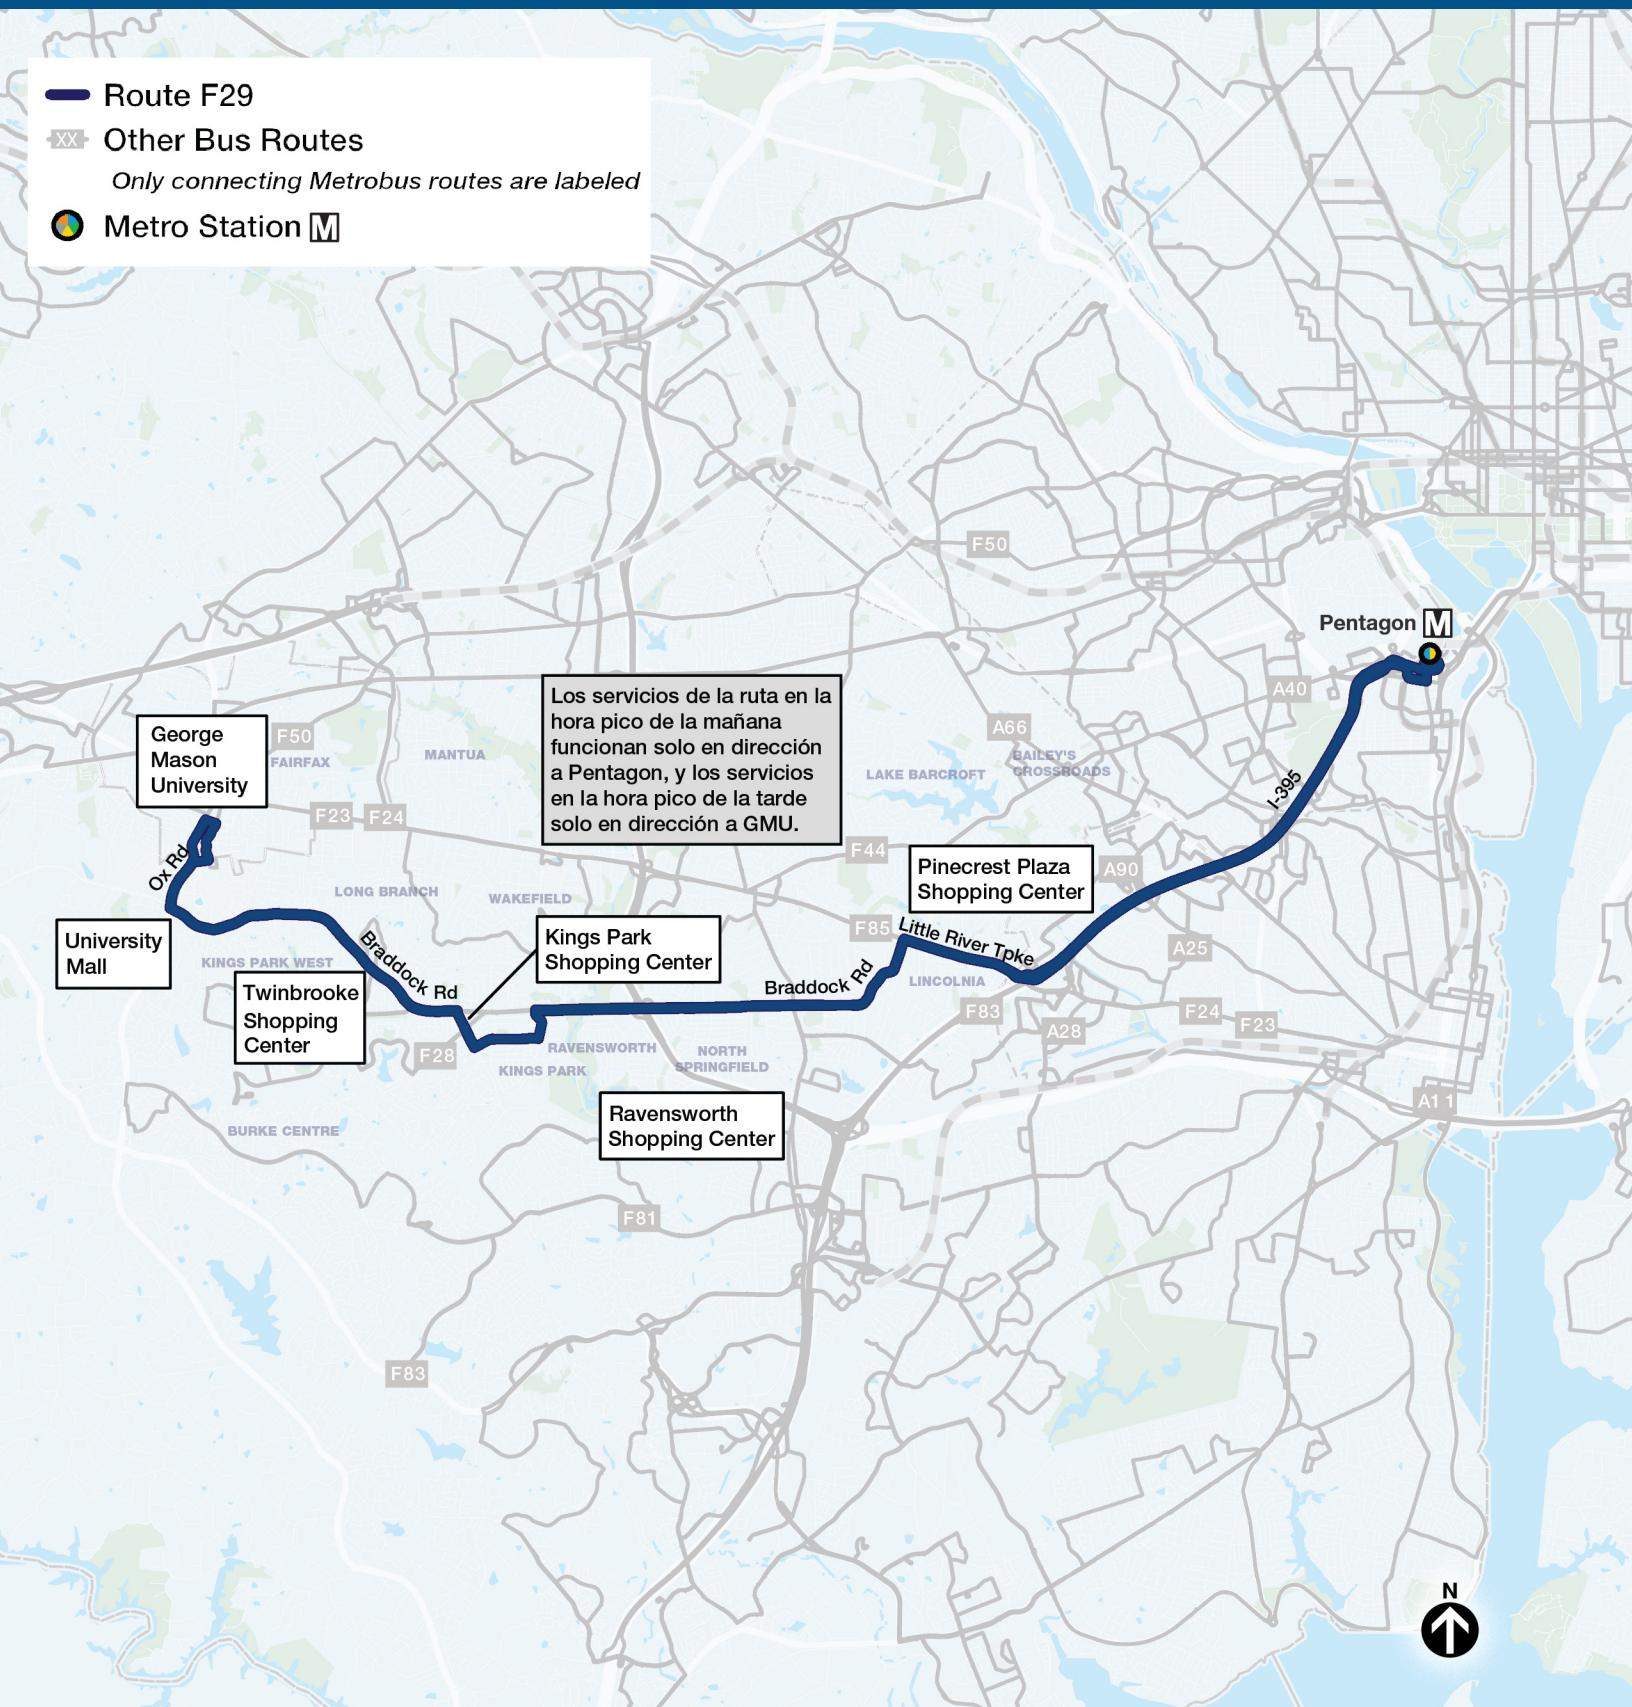 Route F29
XX Other Bus Routes
Only connecting Metrobus routes are labeled
Metro Station M
F50
Pentagon M
A40
Los servicios de la ruta en la
hora pico de la mañana
funcionan solo en dirección
a Pentagon, y los servicios
en la hora pico de la tarde
solo en dirección a GMU.
George
Mason
University
F50
FAIRFAX
MANTUA
A66
BAILEY'S
CROSSROADS
LAKE BARCROFT
I-395
F23
F24
F44
Pinecrest Plaza
Shopping Center
A90
Ox Rd
LONG BRANCH
WAKEFIELD
University
Mall
Kings Park
Shopping Center
F85
Little River Tpke
A25
KINGS PARK WEST
Braddock Rd
Twinbrooke
Shopping
Center
Braddock Rd
LINCOLNIA
F83
A28
F24
F23
F28
RAVENSWORTH
KINGS PARK
NORTH
SPRINGFIELD
A11
BURKE CENTRE
Ravensworth
Shopping Center
F81
F83
N